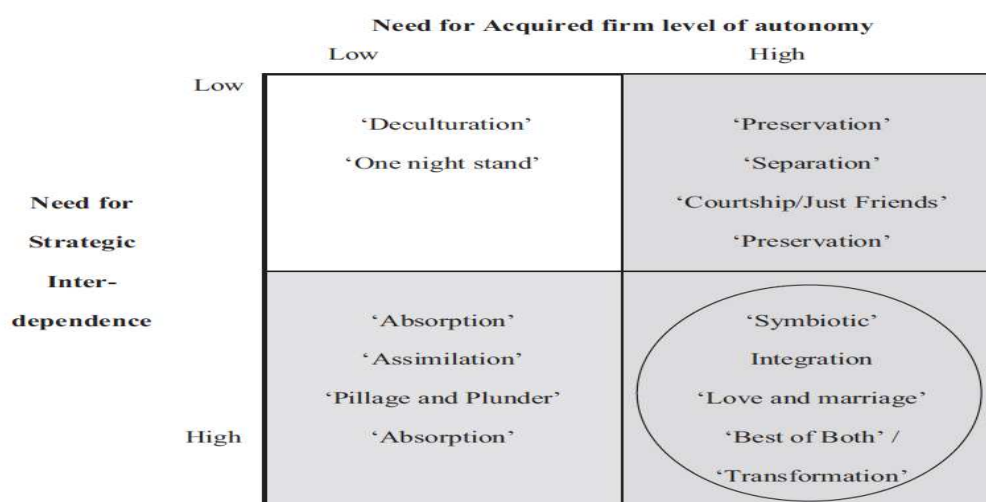 Need for Acquired firm level of autonomy
Low
High
Low
‘Deculturation’
‘One night stand’
‘Preservation’
‘Separation’
‘Courtship/Just Friends’
‘Preservation’
Need for
Strategic
Inter-
dependence
‘Absorption’
‘Assimilation’
‘Pillage and Plunder’
‘Absorption’
‘Symbiotic’
Integration
‘Love and marriage’
‘Best of Both’ /
‘Transformation’
High